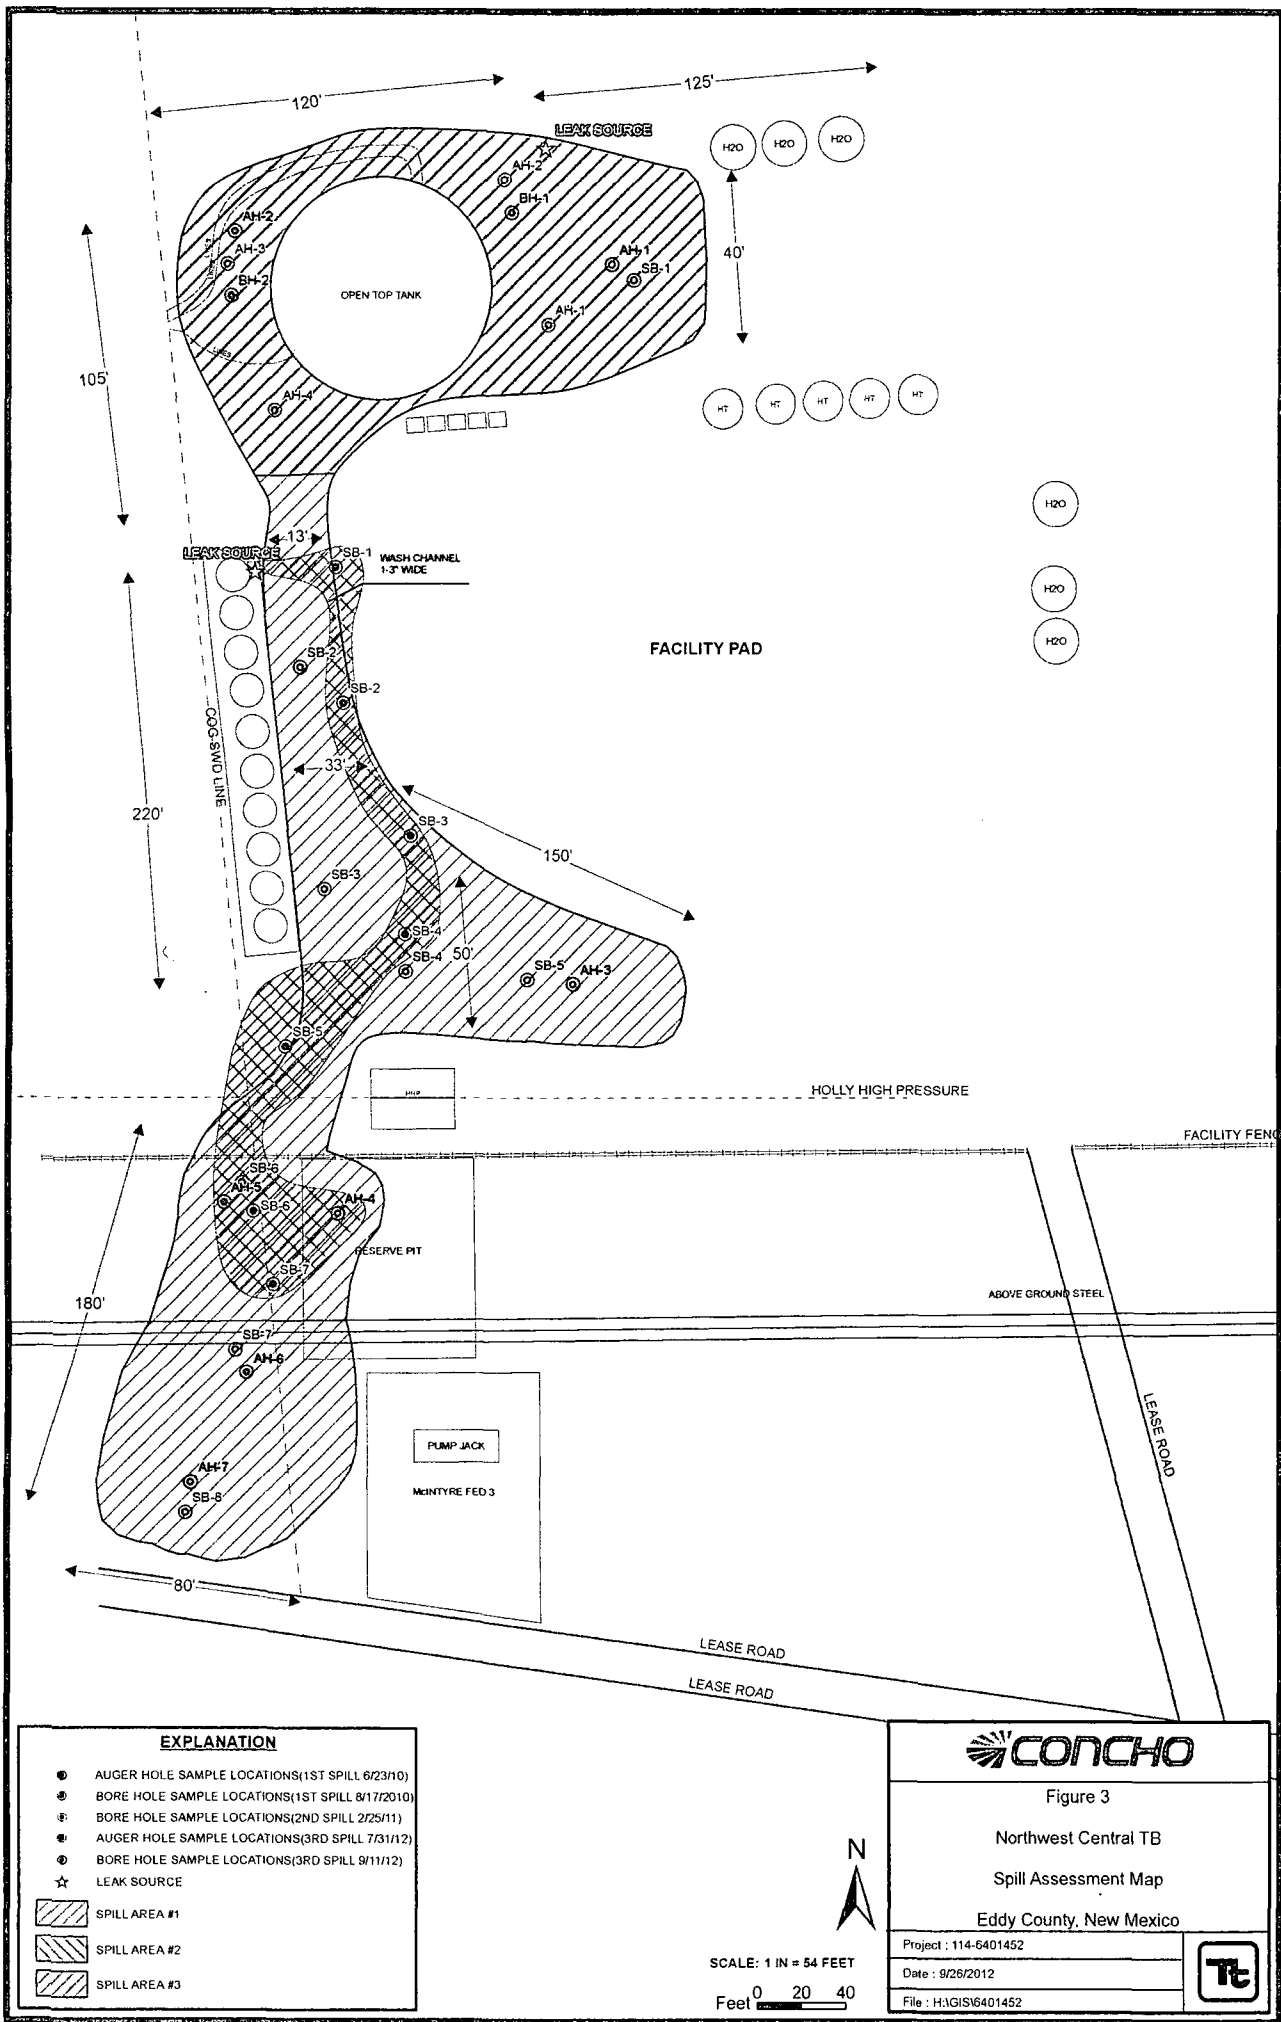 120'
125'
LEAK SOURCE
H2O
H2O
H2O
AH-2
BH-1
AH-2
AH-3
BH-2
LINES
AH-1
SB-1
40'
OPEN TOP TANK
AH-1
105'
AH-4
HT
HT
HT
HT
HT
H2O
13'
LEAK SOURCE
SB-1
WASH CHANNEL
1-3" WIDE
H2O
H2O
FACILITY PAD
SB-2
SB-2
COG-SWD LINE
33'
220'
SB-3
150'
SB-3
SB-4
SB-4
50'
SB-5
AH-3
SB-5
HOLLY HIGH PRESSURE
FACILITY FENC
SB-6
AH-5
SB-6
AH-4
RESERVE PIT
SB-7
180'
ABOVE GROUND STEEL
SB-7
AH-6
LEASE ROAD
PUMP JACK
AH-7
SB-8
McINTYRE FED 3
80'
LEASE ROAD
LEASE ROAD
EXPLANATION
AUGER HOLE SAMPLE LOCATIONS(1ST SPILL 6/23/10)
BORE HOLE SAMPLE LOCATIONS(1ST SPILL 8/17/2010)
BORE HOLE SAMPLE LOCATIONS(2ND SPILL 2/25/11)
AUGER HOLE SAMPLE LOCATIONS(3RD SPILL 7/31/12)
BORE HOLE SAMPLE LOCATIONS(3RD SPILL 9/11/12)
LEAK SOURCE
SPILL AREA #1
SPILL AREA #2
SPILL AREA #3
N
SCALE: 1 IN = 54 FEET
Feet 0 20 40
CONCHO
Figure 3
Northwest Central TB
Spill Assessment Map
Eddy County, New Mexico
Project : 114-6401452
Date : 9/26/2012
File : H:\GIS\6401452
Tt